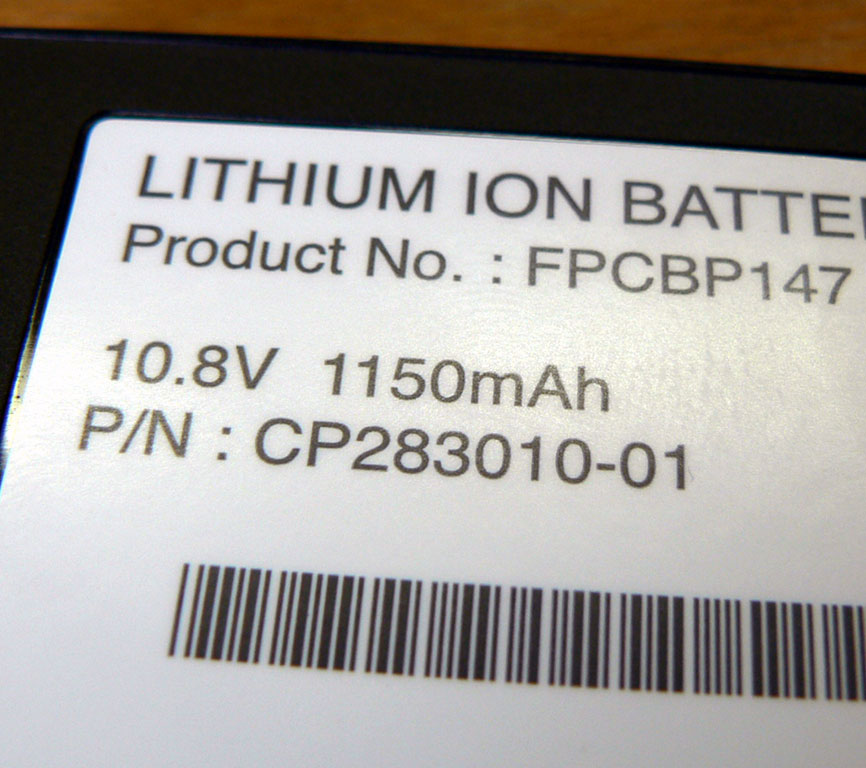 LITHIUM ION BATTE
Product No. : FPCBP147
10.8V 1150mAh
P/N : CP283010-01